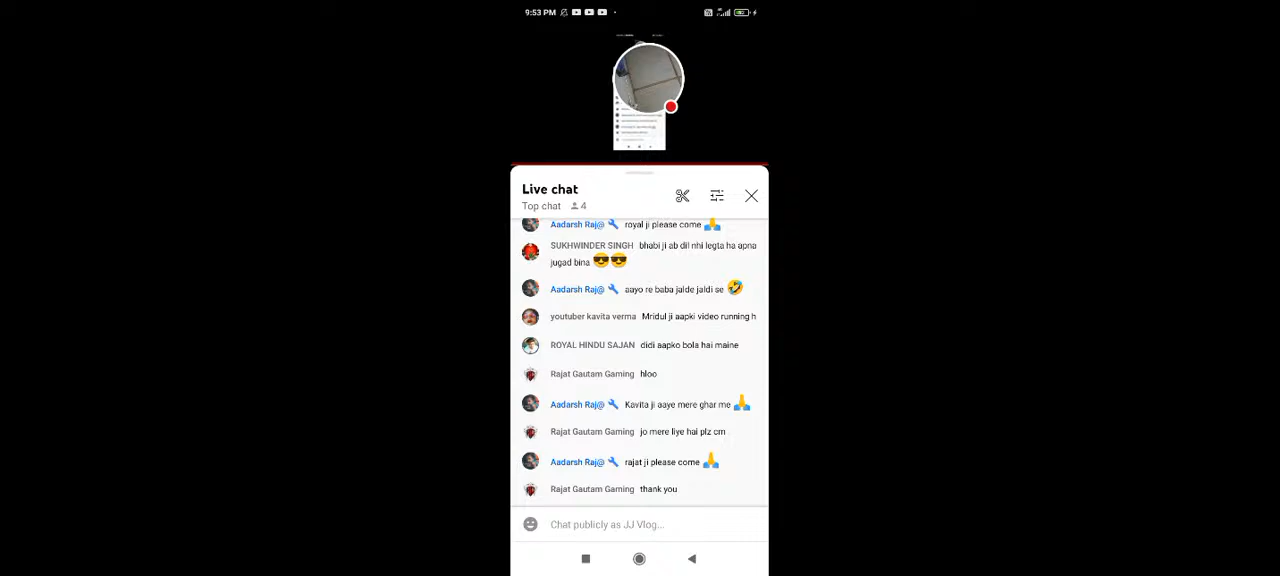 9:53 PM
Live chat
Top chat 4
Aadarsh Raj@ royal ji please come 🙏
SUKHWINDER SINGH bhabi ji ab dil nhi legta ha apna
jugad bina 😎😎
Aadarsh Raj@ aayo re baba jalde jaldi se 🤣
youtuber kavita verma Mridul ji aapki video running h
ROYAL HINDU SAJAN didi aapko bola hai maine
Rajat Gautam Gaming hloo
Aadarsh Raj@ Kavita ji aaye mere ghar me 🙏
Rajat Gautam Gaming jo mere liye hai plz cm
Aadarsh Raj@ rajat ji please come 🙏
Rajat Gautam Gaming thank you
Chat publicly as JJ Vlog...